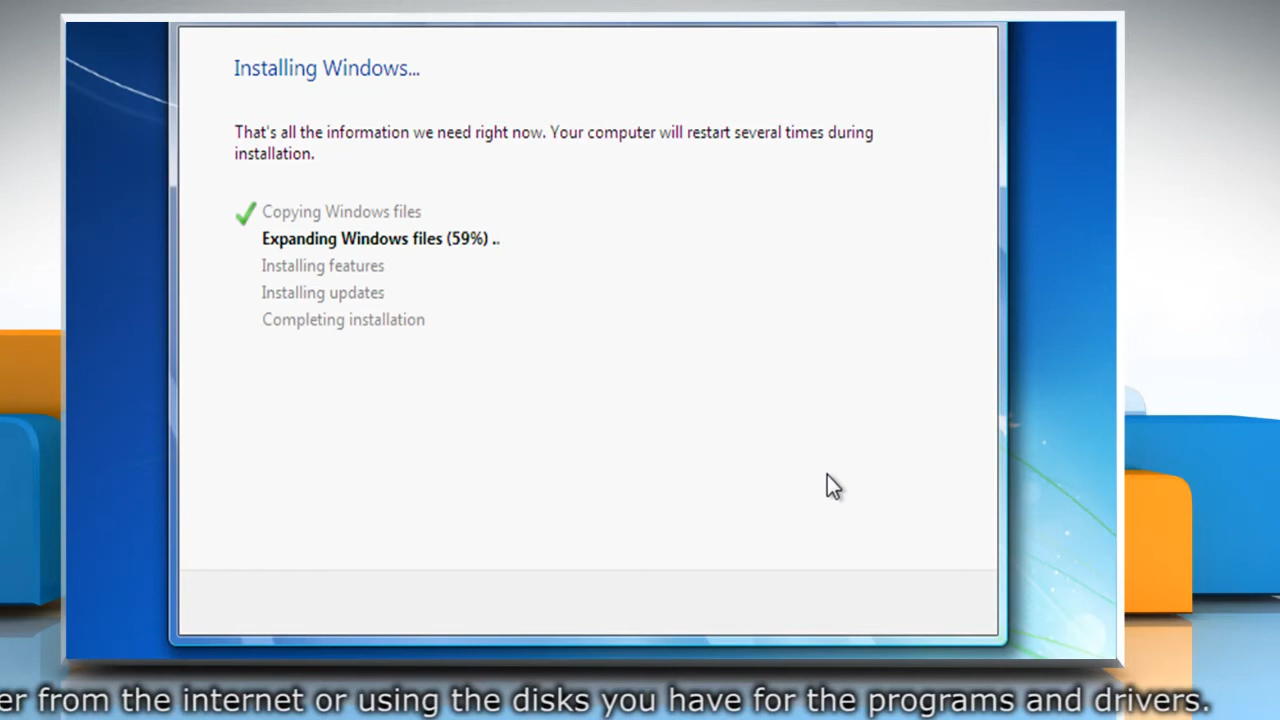 Installing Windows...
That's all the information we need right now. Your computer will restart several times during
installation.
Copying Windows files
Expanding Windows files (59%) ..
Installing features
Installing updates
Completing installation
from the internet or using the disks you have for the programs and drivers.